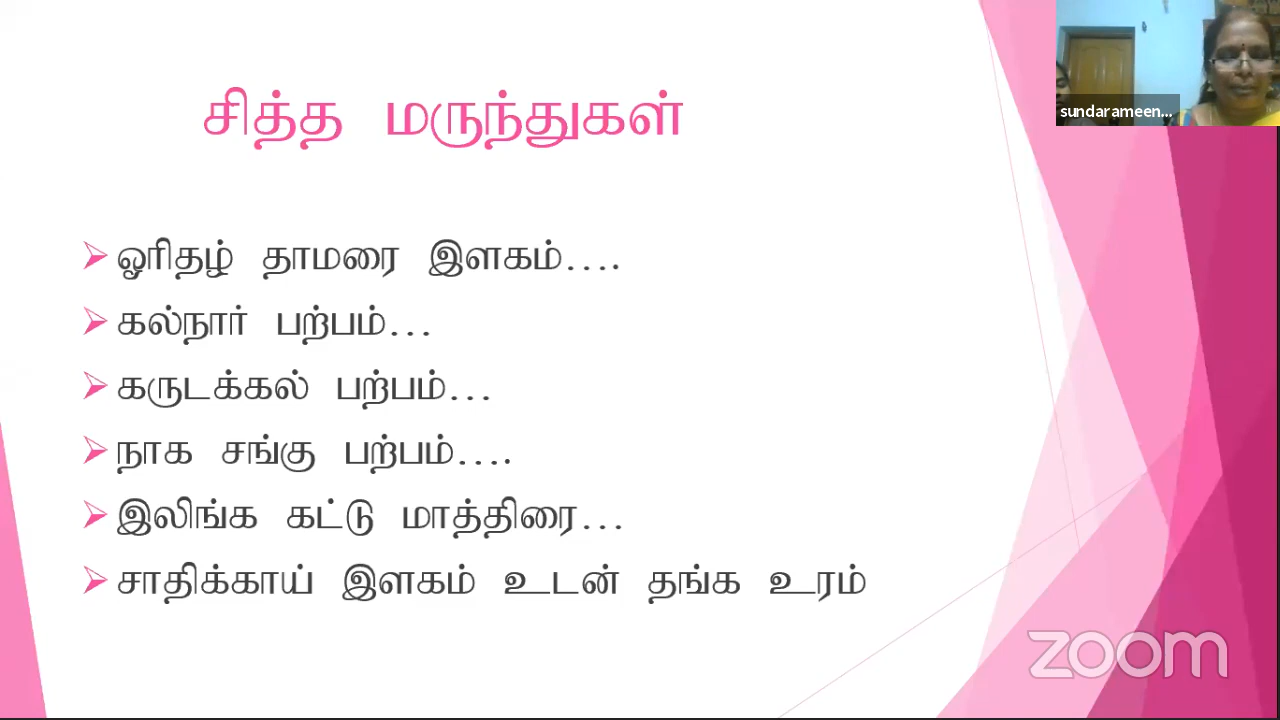 சித்த மருந்துகள்
sundarameen...
ஓரிதழ் தாமரை இளகம்....
கல்நார் பற்பம்...
கருடக்கல் பற்பம்...
நாக சங்கு பற்பம்....
இலிங்க கட்டு மாத்திரை...
சாதிக்காய் இளகம் உடன் தங்க உரம்
zoom